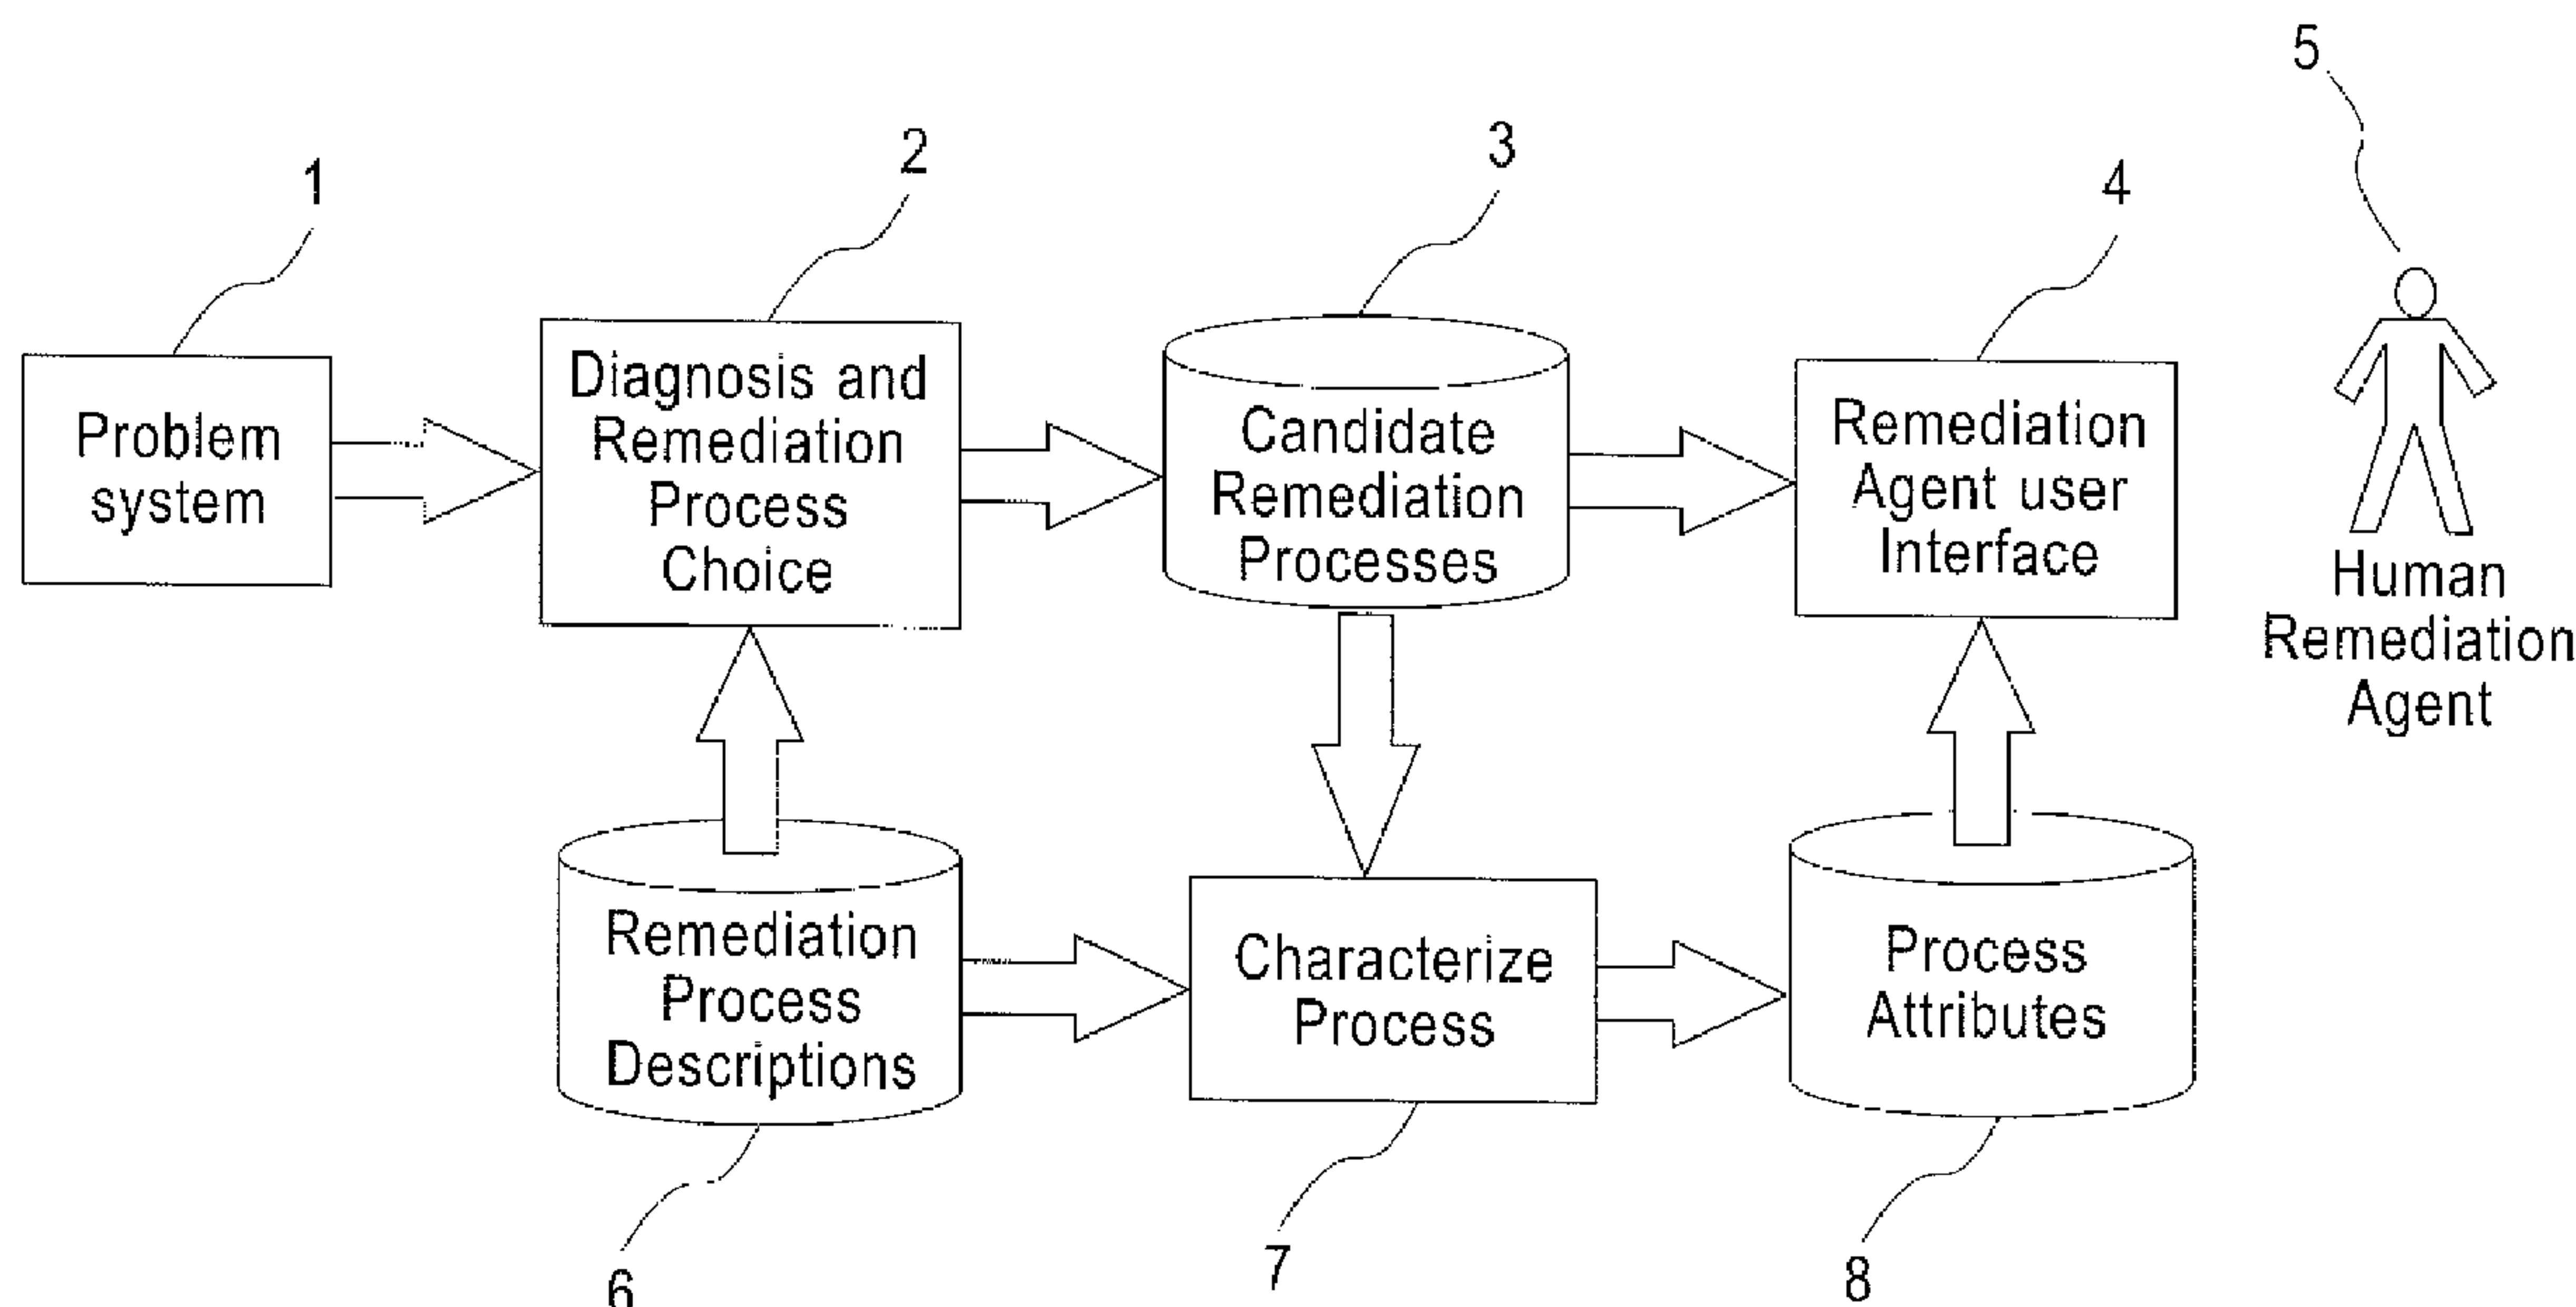 5
1
2
3
4
Problem
system
Diagnosis and
Remediation
Process
Choice
Candidate
Remediation
Processes
Remediation
Agent user
Interface
Human
Remediation
Agent
Remediation
Process
Descriptions
Characterize
Process
Process
Attributes
6
7
8